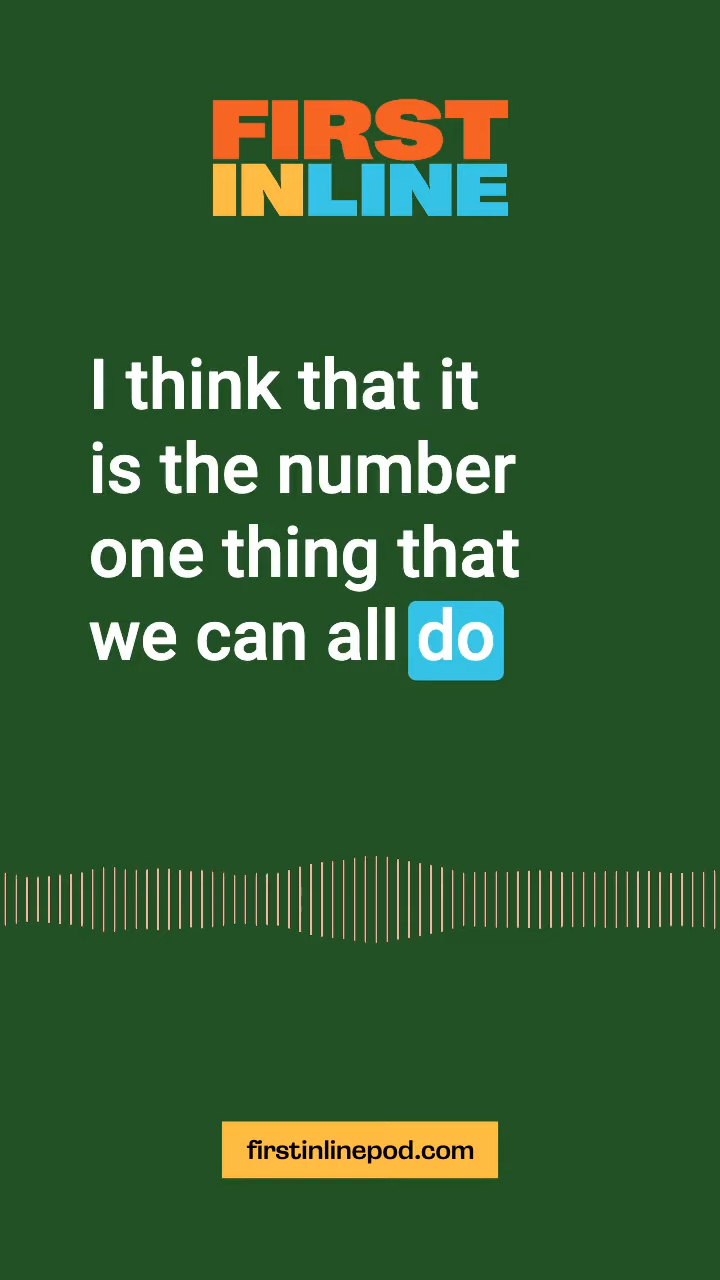 FIRST
INLINE
I think that it
is the number
one thing that
we can all do
firstinlinepod.com